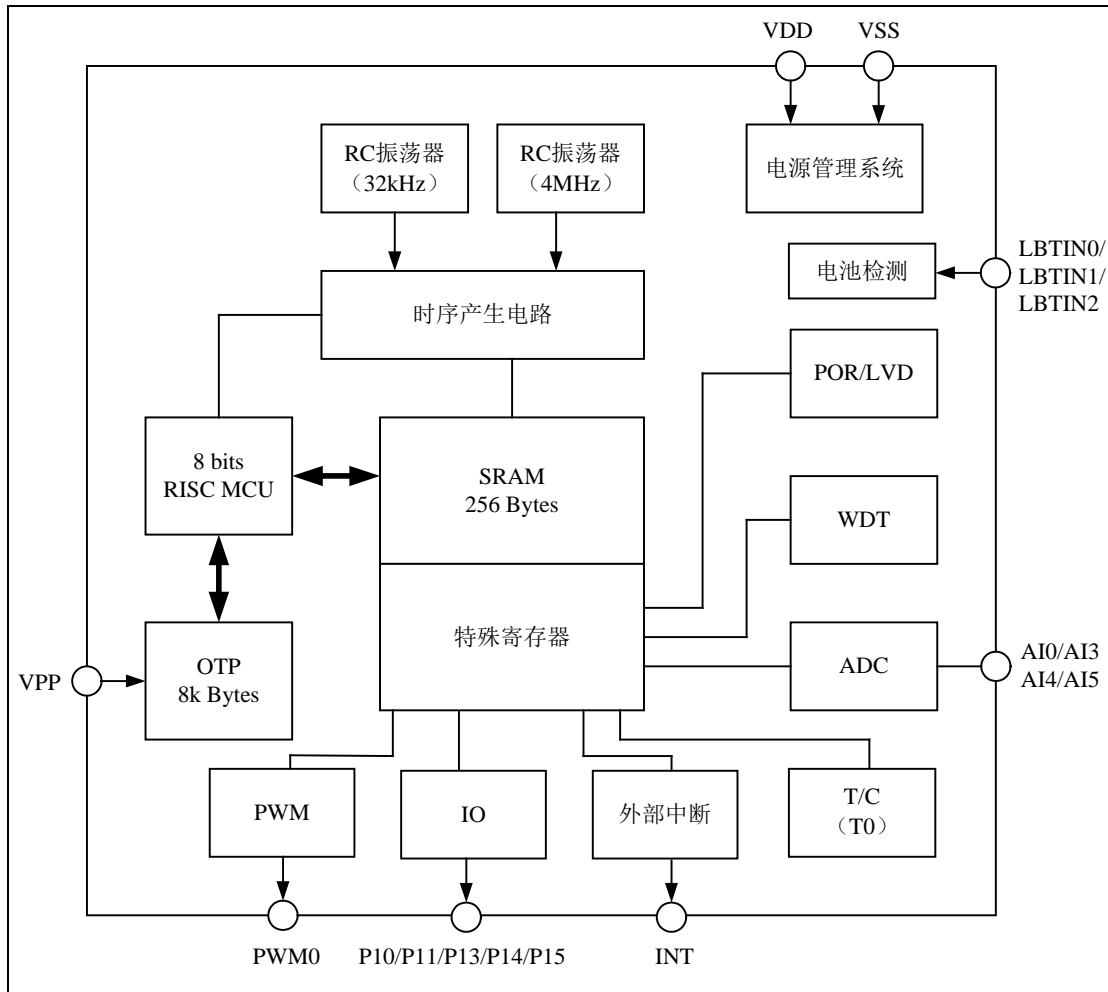 VDD
VSS
RC振荡器
（32kHz）
RC振荡器
（4MHz）
电源管理系统
LBTIN0/
LBTIN1/
LBTIN2
电池检测
时序产生电路
POR/LVD
8 bits
RISC MCU
SRAM
256 Bytes
WDT
特殊寄存器
VPP
OTP
8k Bytes
ADC
AI0/AI3
AI4/AI5
PWM
IO
外部中断
T/C
（T0）
PWM0
P10/P11/P13/P14/P15
INT